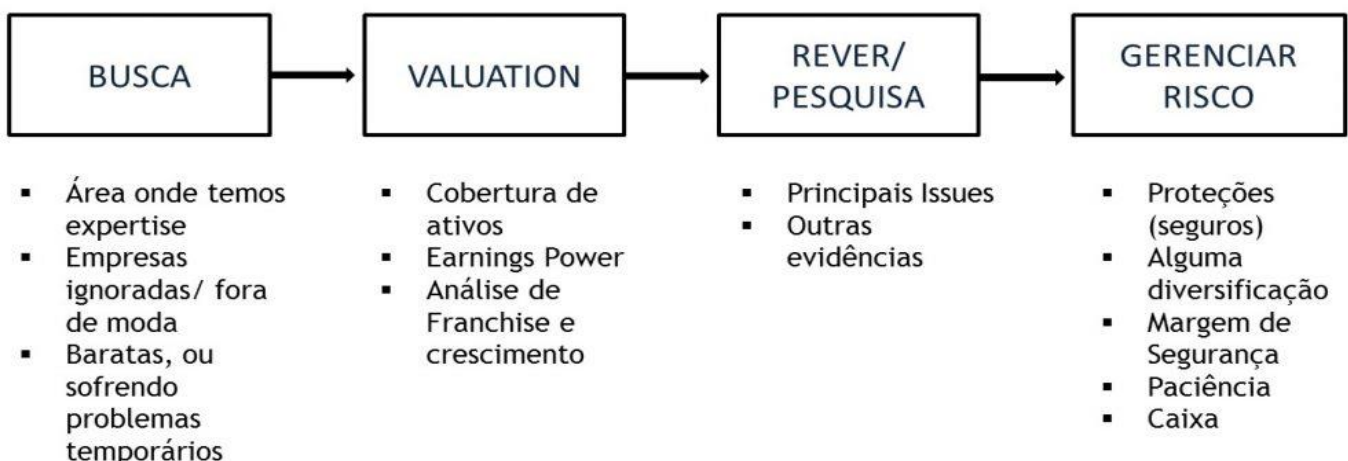 BUSCA
VALUATION
REVER/
PESQUISA
GERENCIAR
RISCO
▪ Área onde temos
expertise
▪ Empresas
ignoradas/ fora
de moda
▪ Baratas, ou
sofrendo
problemas
temporários
▪ Cobertura de
ativos
▪ Earnings Power
▪ Análise de
Franchise e
crescimento
▪ Principais Issues
▪ Outras
evidências
▪ Proteções
(seguros)
▪ Alguma
diversificação
▪ Margem de
Segurança
▪ Paciência
▪ Caixa